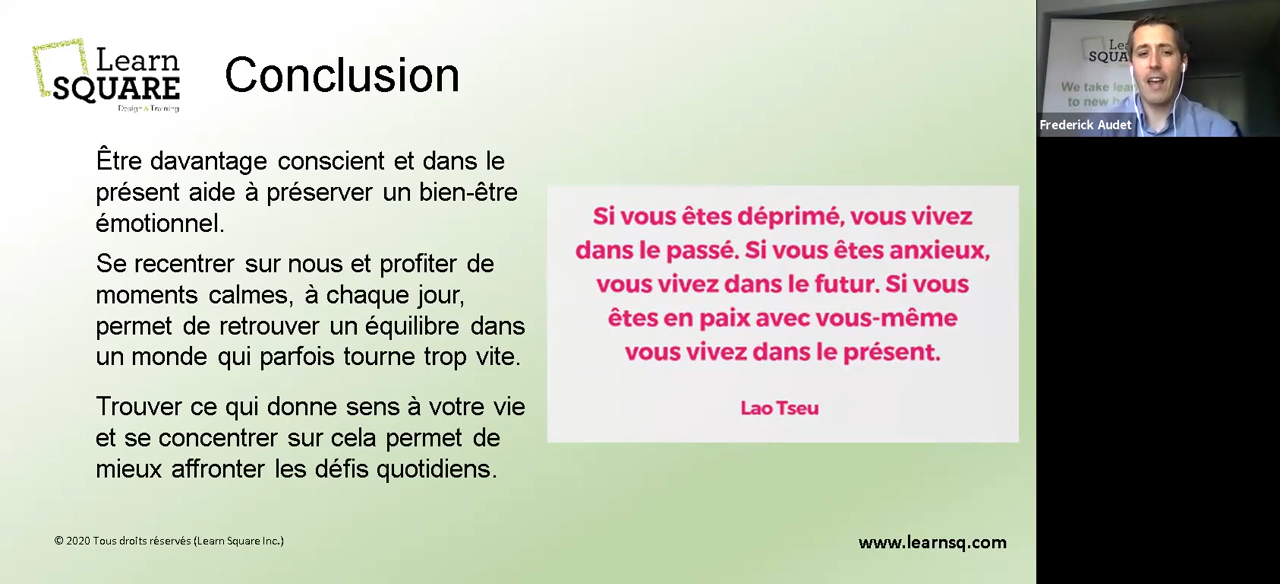 Learn
SQUARE
Design & Training
Conclusion
Être davantage conscient et dans le
présent aide à préserver un bien-être
émotionnel.
Se recentrer sur nous et profiter de
moments calmes, à chaque jour,
permet de retrouver un équilibre dans
un monde qui parfois tourne trop vite.
Trouver ce qui donne sens à votre vie
et se concentrer sur cela permet de
mieux affronter les défis quotidiens.
Si vous êtes déprimé, vous vivez
dans le passé. Si vous êtes anxieux,
vous vivez dans le futur. Si vous
êtes en paix avec vous-même
vous vivez dans le présent.
Lao Tseu
© 2020 Tous droits réservés (Learn Square Inc.)
www.learnsq.com
We take
to new
Frederick Audet